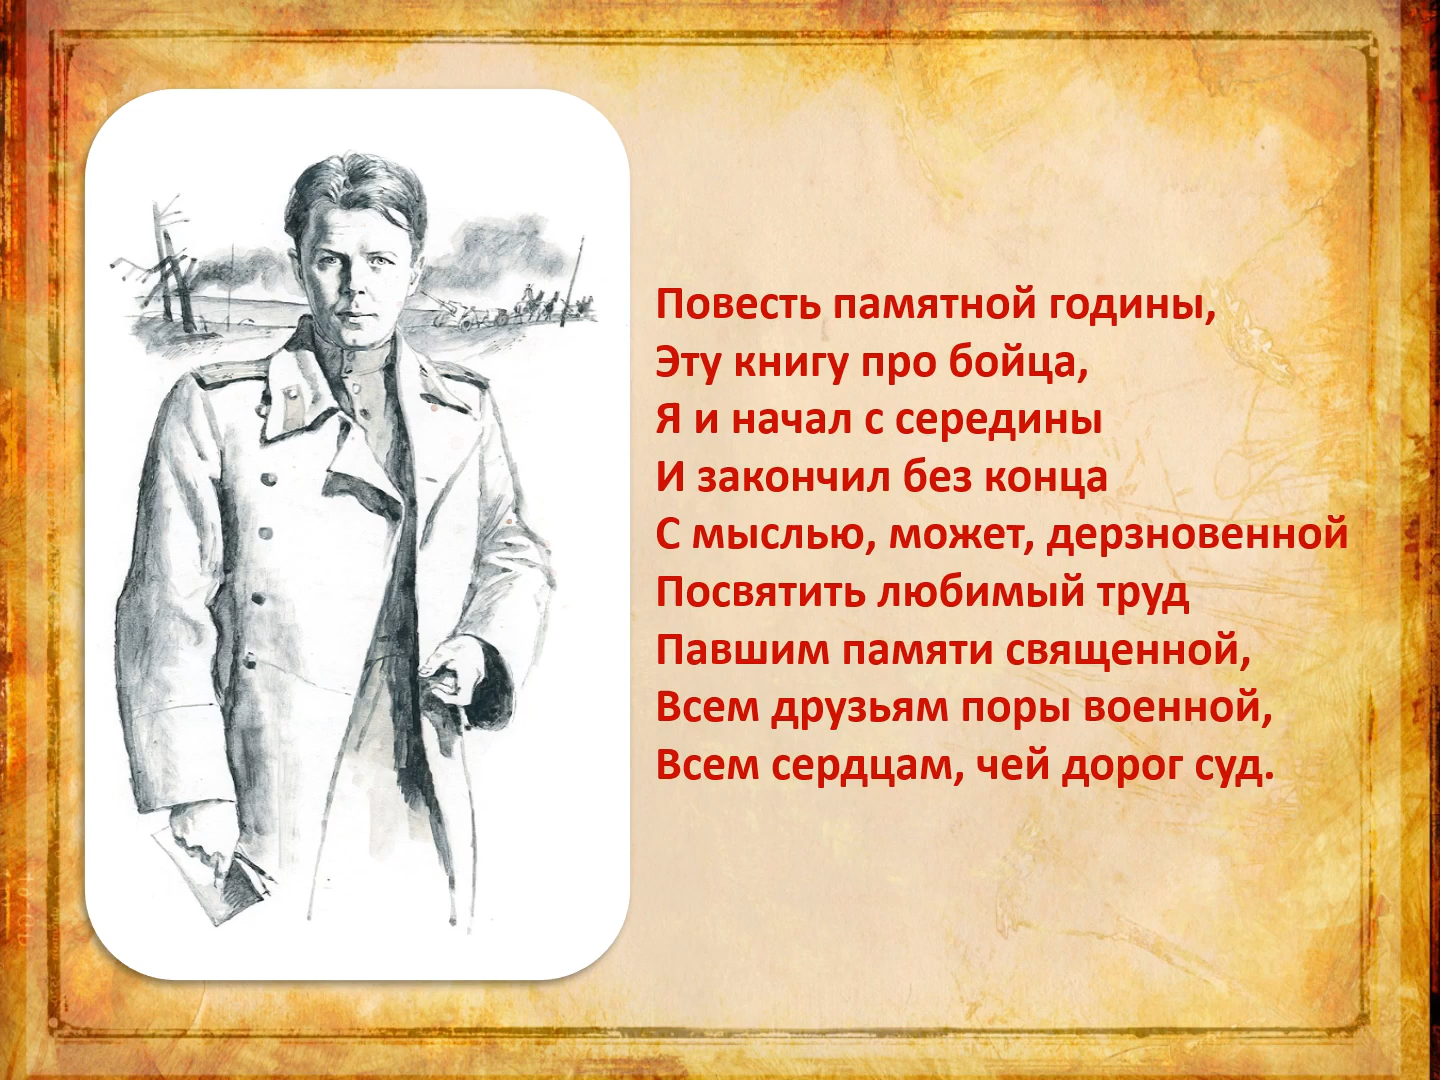 Повесть памятной годины,
Эту книгу про бойца,
Я и начал с середины
И закончил без конца
С мыслью, может, дерзновенной
Посвятить любимый труд
Павшим памяти священной,
Всем друзьям поры военной,
Всем сердцам, чей дорог суд.